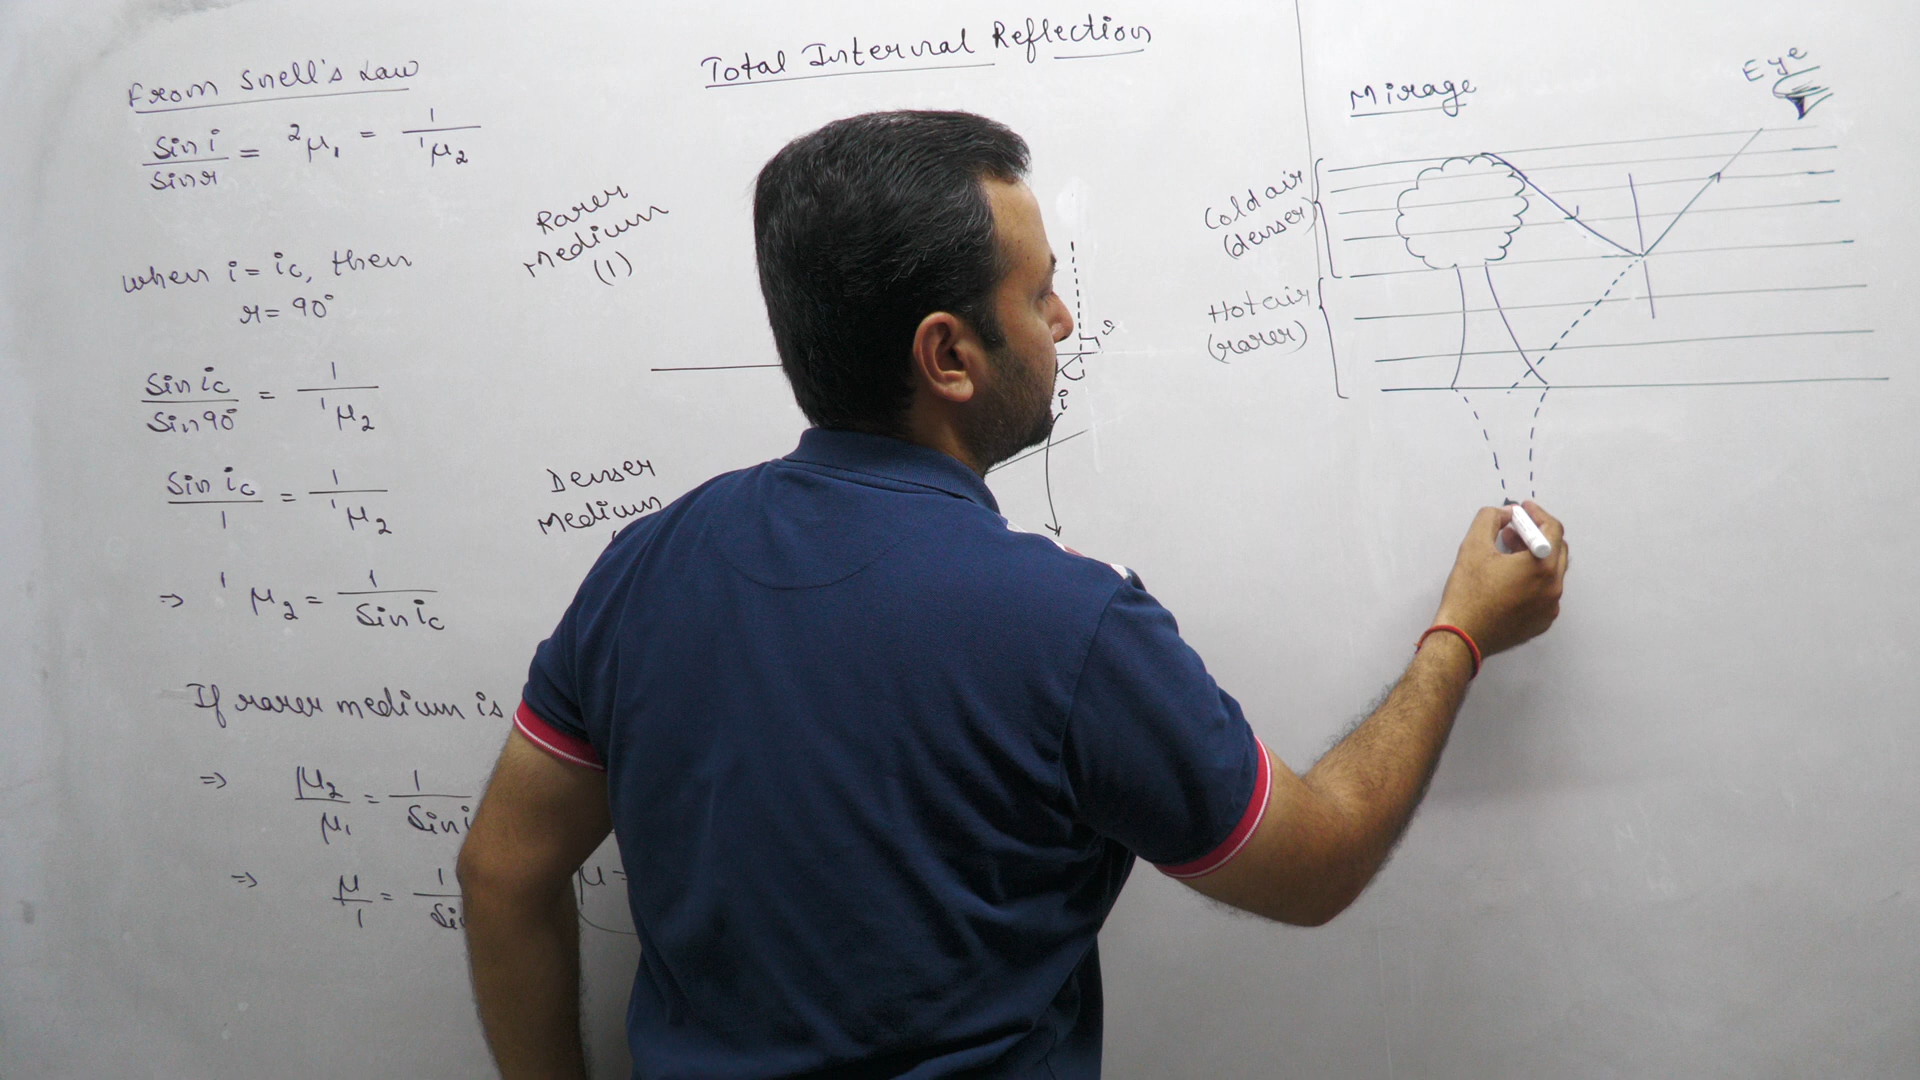 Total Internal Reflection
From Snell's Law
Sin i / Sin r = ²μ₁ = 1 / ¹μ₂
when i = ic, then
r = 90°
Sin ic / Sin 90° = 1 / ¹μ₂
Sin ic / 1 = 1 / ¹μ₂
⇒ ¹μ₂ = 1 / Sin ic
If rarer medium is
⇒ μ₂ / μ₁ = 1 / Sin i
⇒ μ / 1 = 1 / Si
μ =
Rarer
Medium
(1)
r
i
Denser
Medium
Mirage
Eye
Cold air
(denser)
Hot air
(rarer)